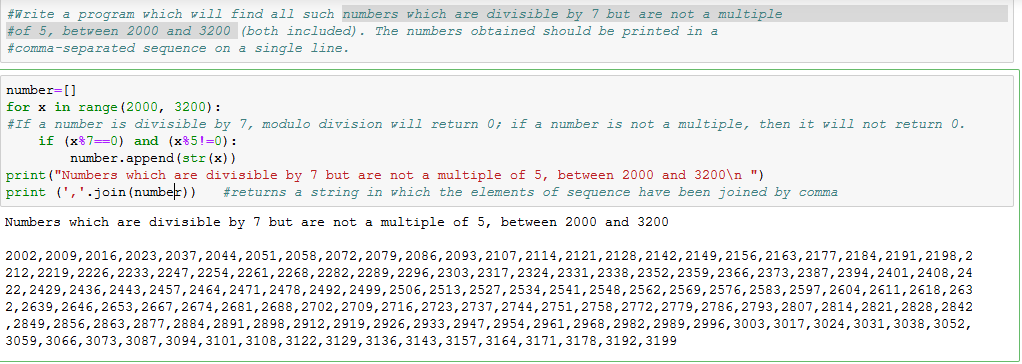 #Write a program which will find all such numbers which are divisible by 7 but are not a multiple
#of 5, between 2000 and 3200 (both included). The numbers obtained should be printed in a
#comma-separated sequence on a single line.
number=[]
for x in range(2000, 3200):
#If a number is divisible by 7, modulo division will return 0; if a number is not a multiple, then it will not return 0.
    if (x%7==0) and (x%5!=0):
        number.append(str(x))
print("Numbers which are divisible by 7 but are not a multiple of 5, between 2000 and 3200\n ")
print (','.join(number))   #returns a string in which the elements of sequence have been joined by comma
Numbers which are divisible by 7 but are not a multiple of 5, between 2000 and 3200
2002,2009,2016,2023,2037,2044,2051,2058,2072,2079,2086,2093,2107,2114,2121,2128,2142,2149,2156,2163,2177,2184,2191,2198,2
212,2219,2226,2233,2247,2254,2261,2268,2282,2289,2296,2303,2317,2324,2331,2338,2352,2359,2366,2373,2387,2394,2401,2408,24
22,2429,2436,2443,2457,2464,2471,2478,2492,2499,2506,2513,2527,2534,2541,2548,2562,2569,2576,2583,2597,2604,2611,2618,263
2,2639,2646,2653,2667,2674,2681,2688,2702,2709,2716,2723,2737,2744,2751,2758,2772,2779,2786,2793,2807,2814,2821,2828,2842
,2849,2856,2863,2877,2884,2891,2898,2912,2919,2926,2933,2947,2954,2961,2968,2982,2989,2996,3003,3017,3024,3031,3038,3052,
3059,3066,3073,3087,3094,3101,3108,3122,3129,3136,3143,3157,3164,3171,3178,3192,3199